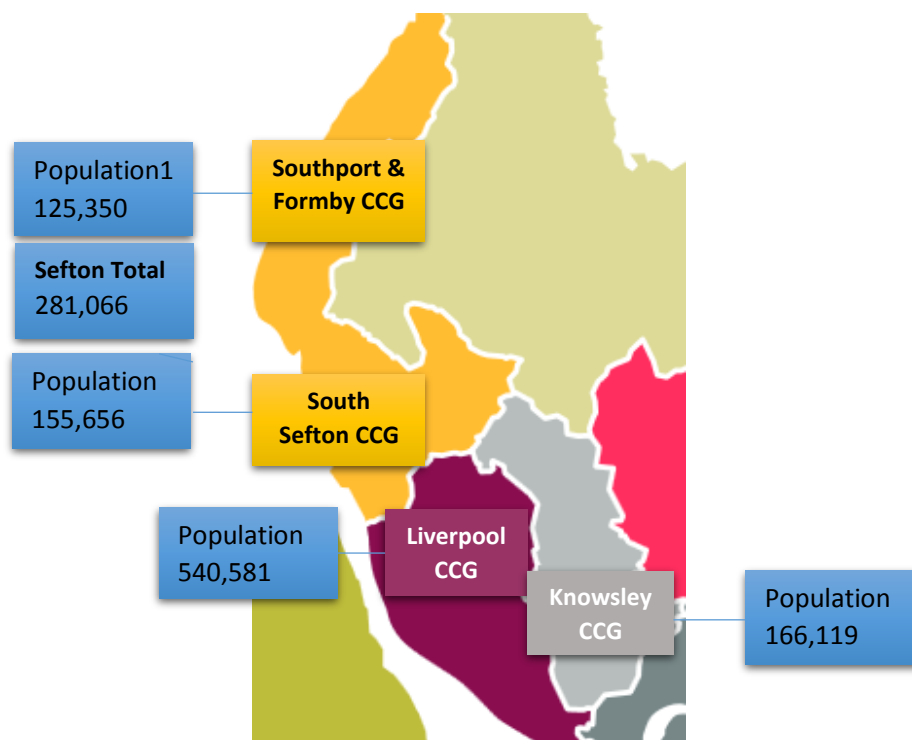 Population1
125,350
Southport &
Formby CCG
Sefton Total
281,066
Population
155,656
South
Sefton CCG
Population
540,581
Liverpool
CCG
Knowsley
CCG
Population
166,119